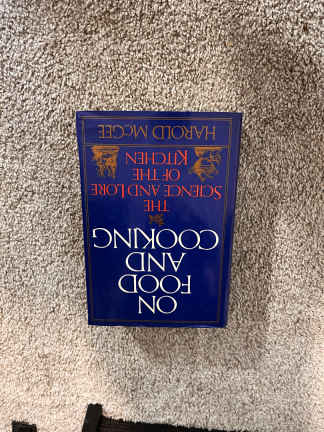 ON
FOOD
AND
COOKING
THE
SCIENCE AND LORE
OF THE
KITCHEN
HAROLD McGEE